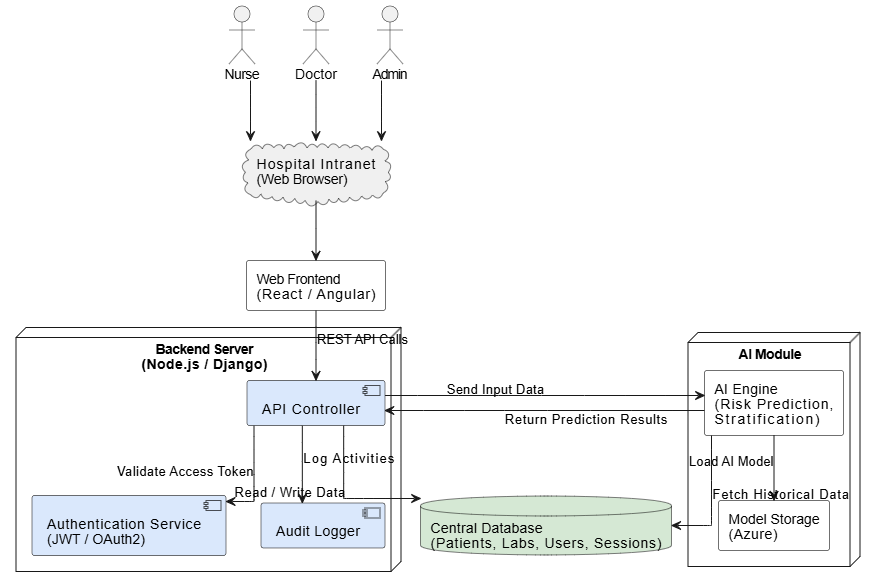 Nurse
Doctor
Admin
Hospital Intranet
(Web Browser)
Web Frontend
(React / Angular)
REST API Calls
Backend Server
(Node.js / Django)
AI Module
API Controller
Send Input Data
Return Prediction Results
AI Engine
(Risk Prediction,
Stratification)
Validate Access Token
Log Activities
Read / Write Data
Load AI Model
Fetch Historical Data
Authentication Service
(JWT / OAuth2)
Audit Logger
Central Database
(Patients, Labs, Users, Sessions)
Model Storage
(Azure)